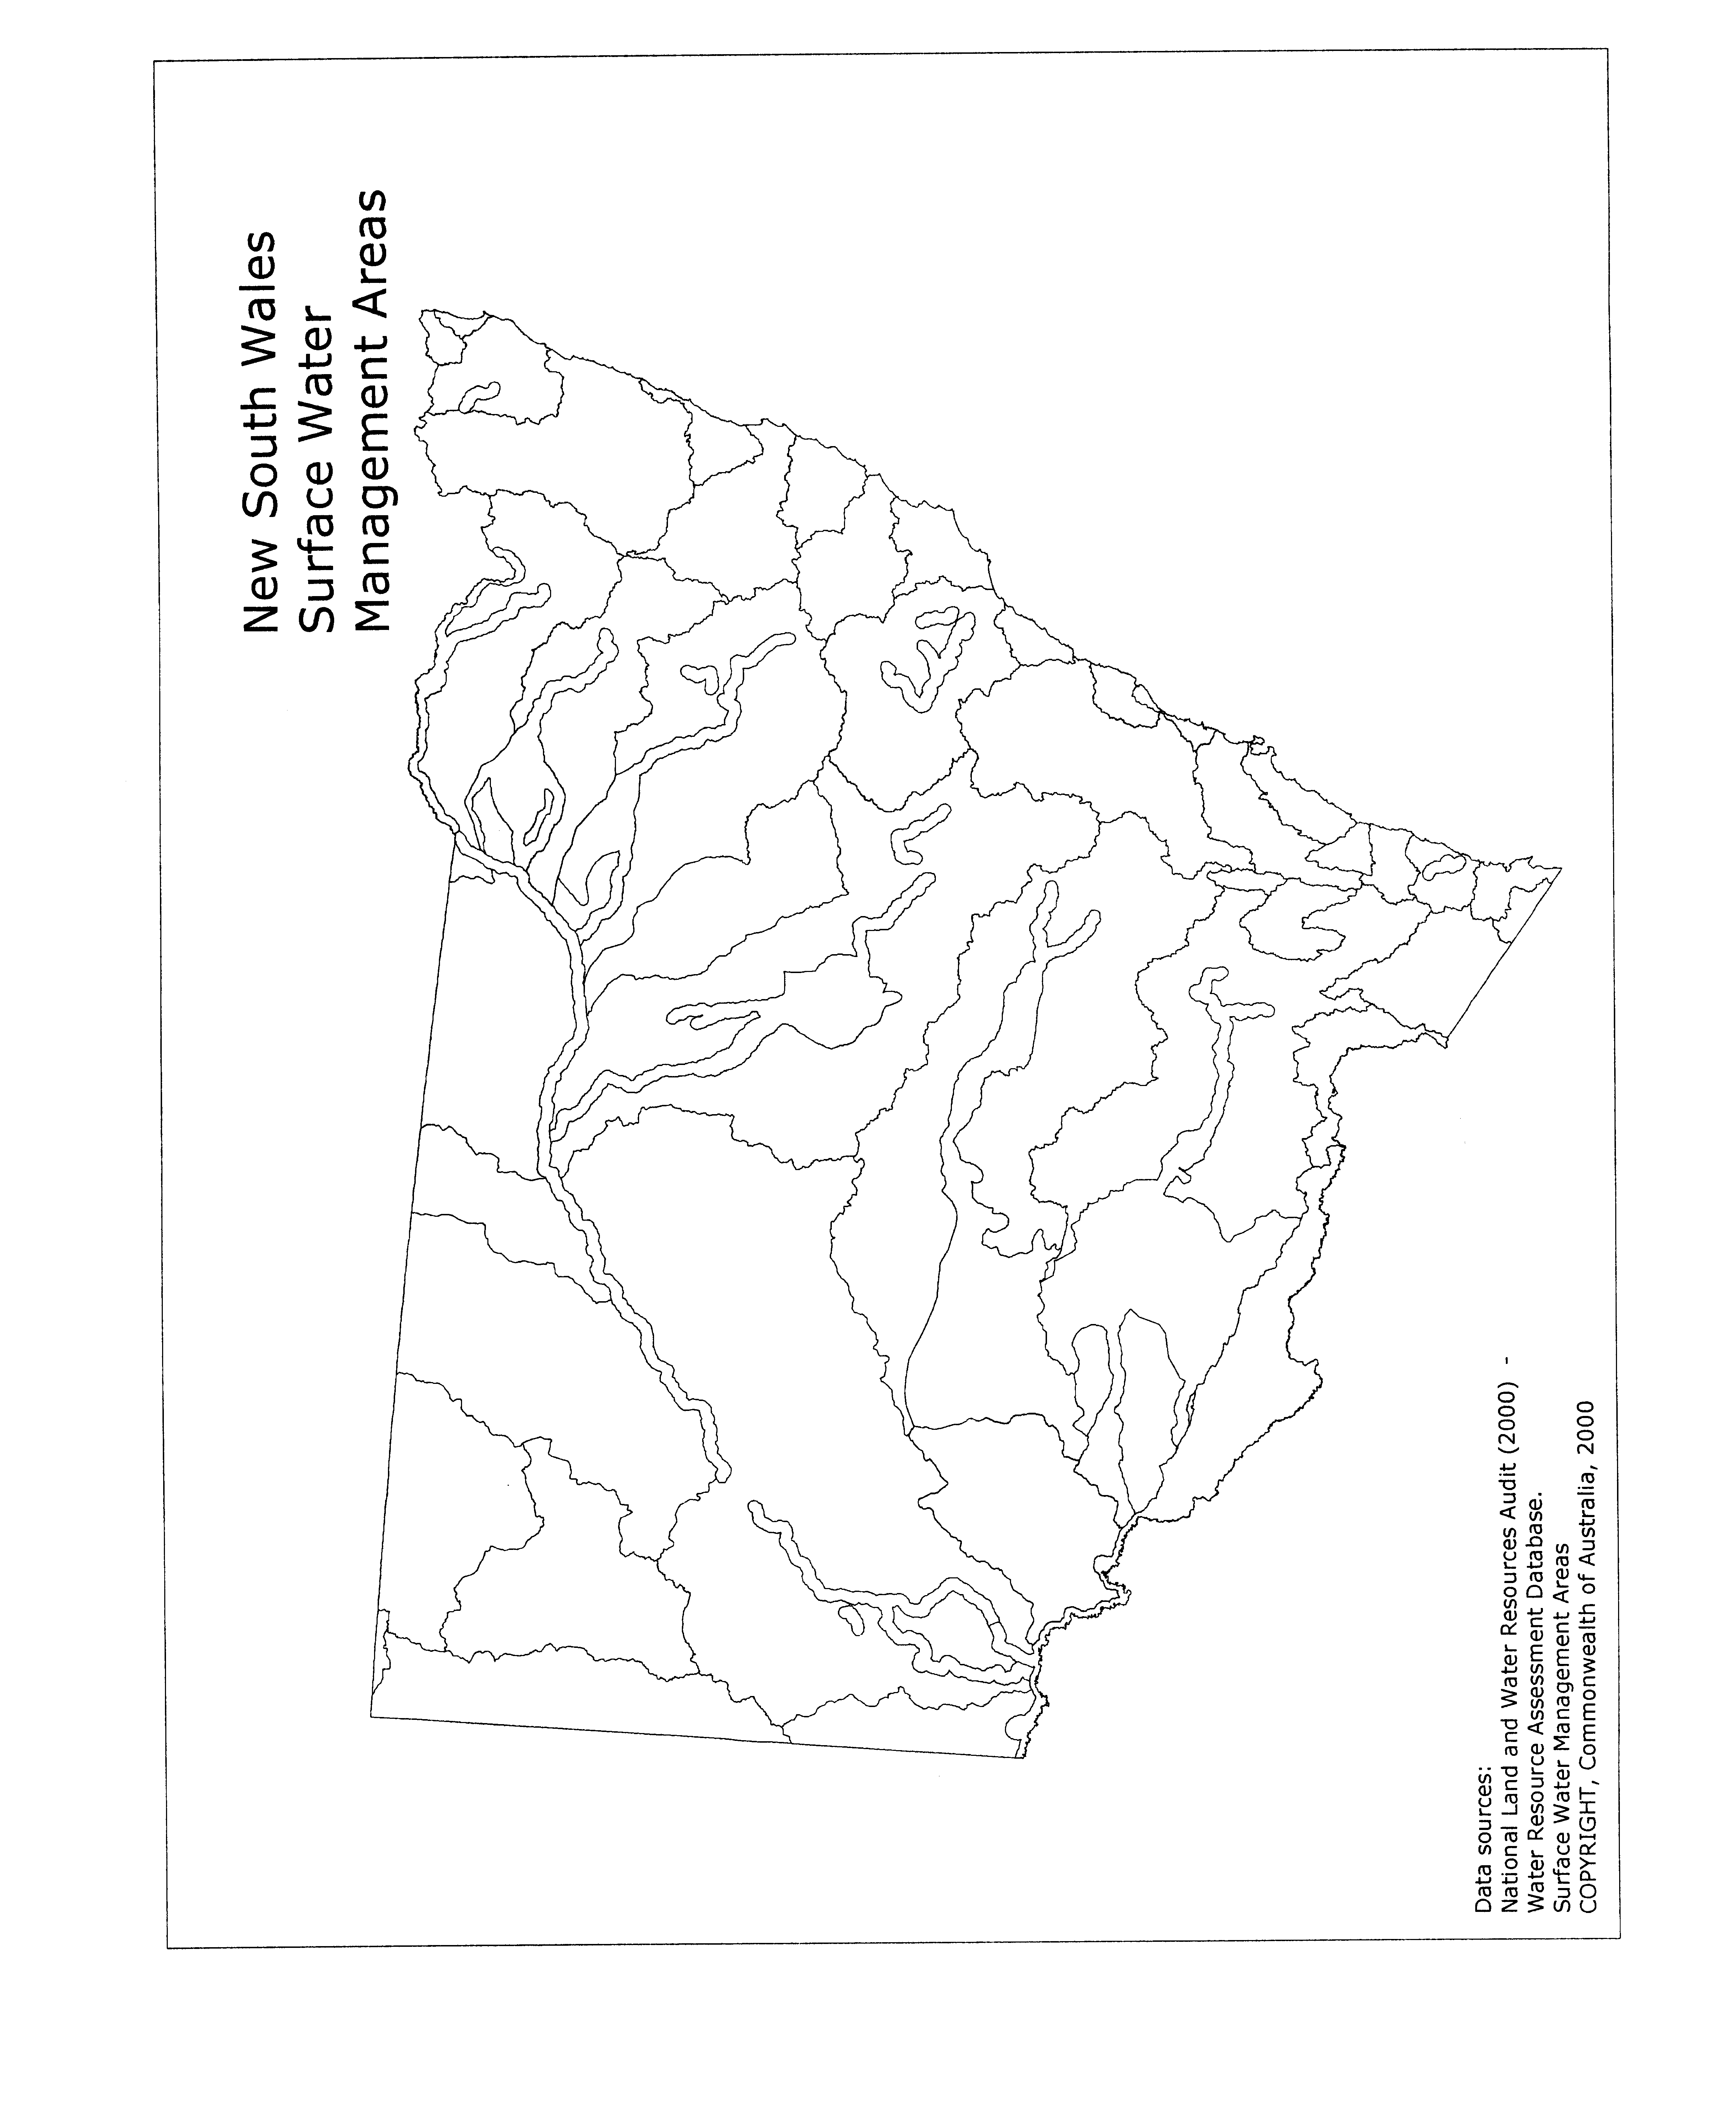 New South Wales
Surface Water
Management Areas
Data sources:
National Land and Water Resources Audit (2000) -
Water Resource Assessment Database.
Surface Water Management Areas
COPYRIGHT, Commonwealth of Australia, 2000